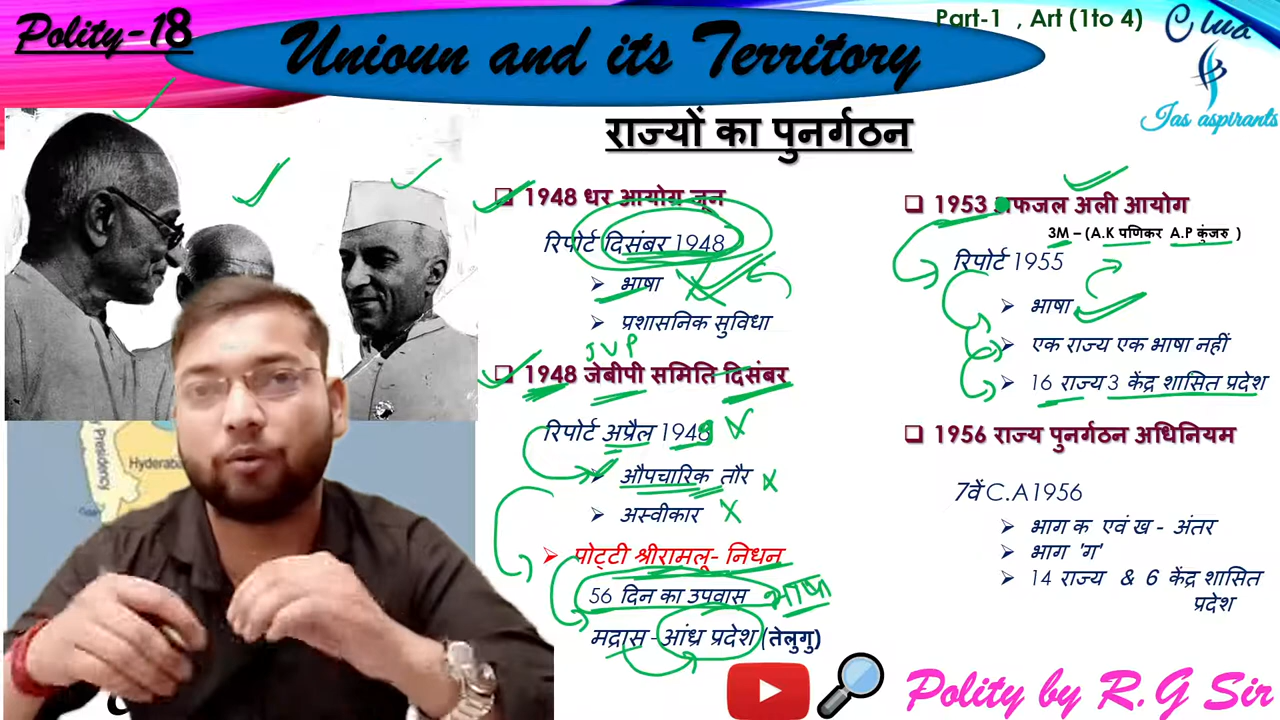 Polity-18
Unioun and its Territory
Part-1 , Art (1to 4)
Ias aspirants
राज्यों का पुनर्गठन
1948 धर आयोग जून
रिपोर्ट दिसंबर 1948
भाषा
प्रशासनिक सुविधा
JVP
1948 जेबीपी समिति दिसंबर
रिपोर्ट अप्रैल 1949
औपचारिक तौर
अस्वीकार
पोट्टी श्रीरामलू- निधन
56 दिन का उपवास भाषा
मद्रास - आंध्र प्रदेश (तेलुगु)
1953 फजल अली आयोग
3M – (A.K पणिकर A.P कुंजरु )
रिपोर्ट 1955
भाषा
एक राज्य एक भाषा नहीं
16 राज्य 3 केंद्र शासित प्रदेश
1956 राज्य पुनर्गठन अधिनियम
7वें C.A 1956
भाग क एवं ख - अंतर
भाग 'ग'
14 राज्य & 6 केंद्र शासित
प्रदेश
Presidency
Hyderabad
Polity by R.G Sir